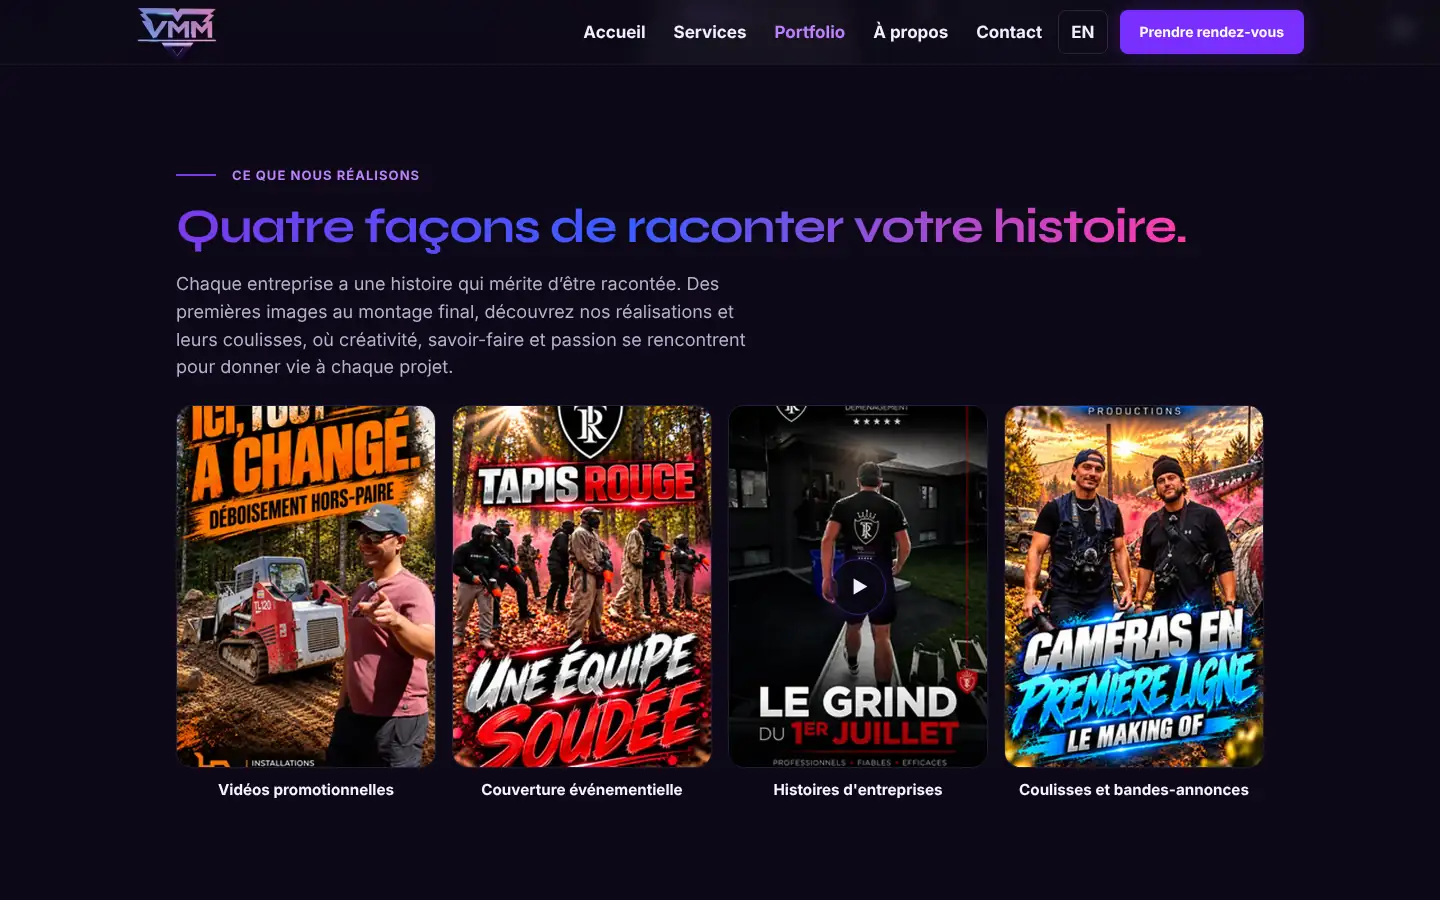 VMM
Accueil
Services
Portfolio
À propos
Contact
EN
Prendre rendez-vous
CE QUE NOUS RÉALISONS
Quatre façons de raconter votre histoire.
Chaque entreprise a une histoire qui mérite d’être racontée. Des
premières images au montage final, découvrez nos réalisations et
leurs coulisses, où créativité, savoir-faire et passion se rencontrent
pour donner vie à chaque projet.
ICI, TOUT
A CHANGÉ.
DÉBOISEMENT HORS-PAIRE
TL120
INSTALLATIONS
Vidéos promotionnelles
TAPIS ROUGE
UNE ÉQUIPE
SOUDÉE
Couverture événementielle
DÉMÉNAGEMENT
LE GRIND
DU 1ER JUILLET
PROFESSIONNELS • FIABLES • EFFICACES
Histoires d'entreprises
PRODUCTIONS
CAMÉRAS EN
PREMIÈRE LIGNE
LE MAKING OF
Coulisses et bandes-annonces